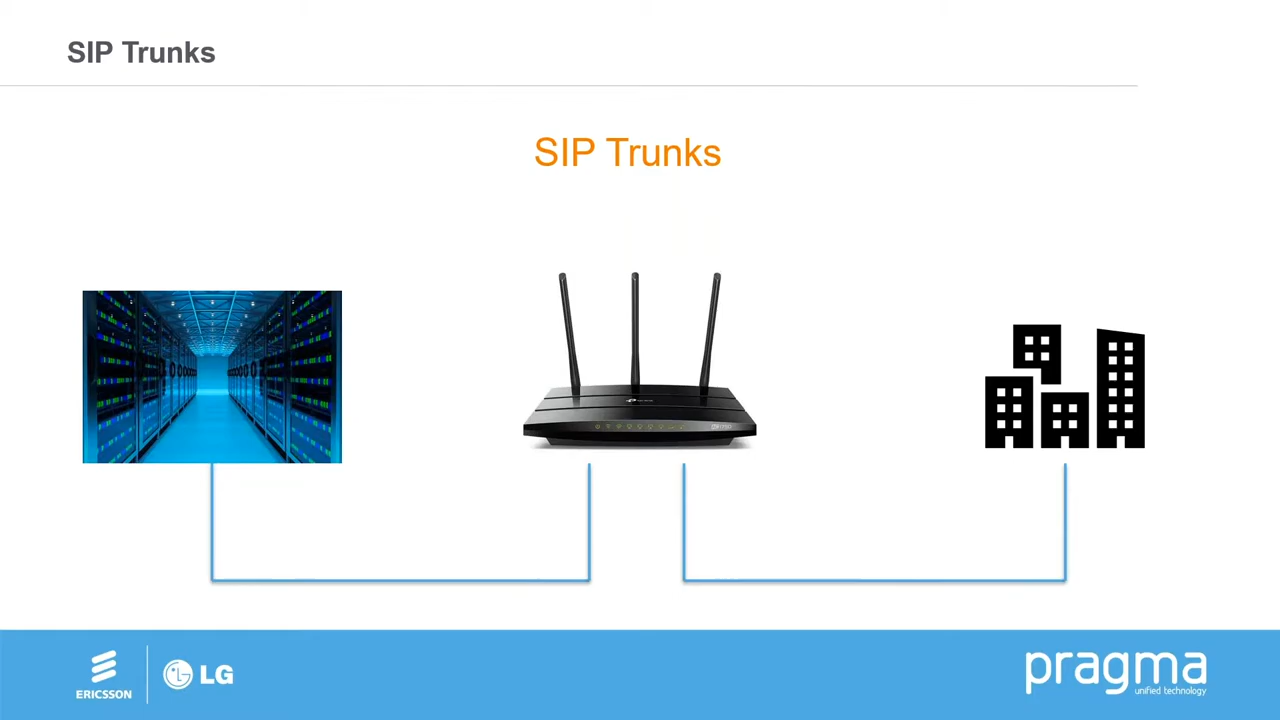 SIP Trunks
SIP Trunks
ERICSSON
LG
pragma
unified technology